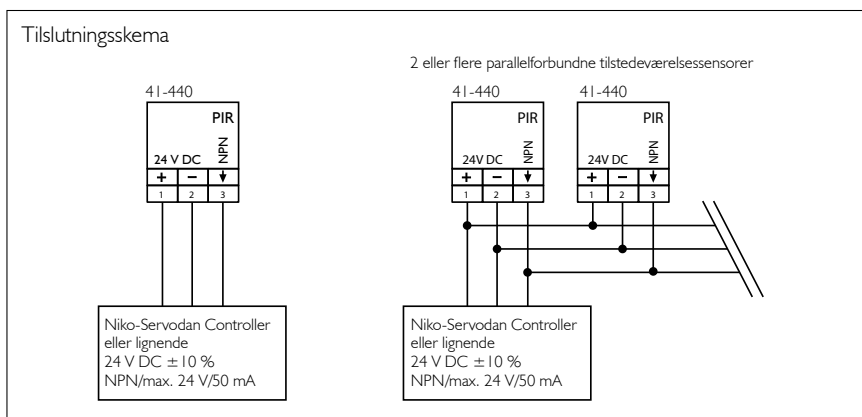 Tilslutningsskema
2 eller flere parallelforbundne tilstedeværelsessensorer
41-440
PIR
NPN
24 V DC
+ −
1 2 3
Niko-Servodan Controller
eller lignende
24 V DC ±10 %
NPN/max. 24 V/50 mA
41-440
PIR
NPN
24V DC
+ −
1 2 3
41-440
PIR
NPN
24V DC
+ −
1 2 3
Niko-Servodan Controller
eller lignende
24 V DC ±10 %
NPN/max. 24 V/50 mA